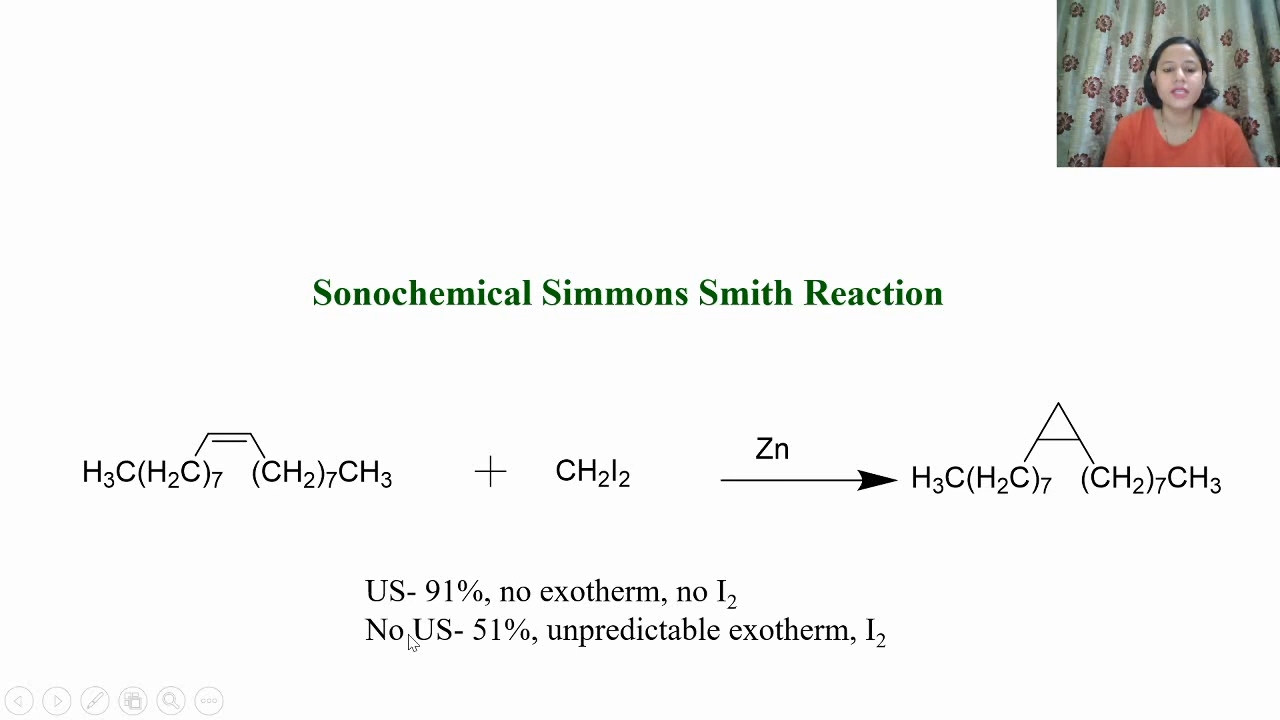 Sonochemical Simmons Smith Reaction
H₃C(H₂C)₇ (CH₂)₇CH₃ + CH₂I₂ Zn H₃C(H₂C)₇ (CH₂)₇CH₃
US- 91%, no exotherm, no I₂
No US- 51%, unpredictable exotherm, I₂